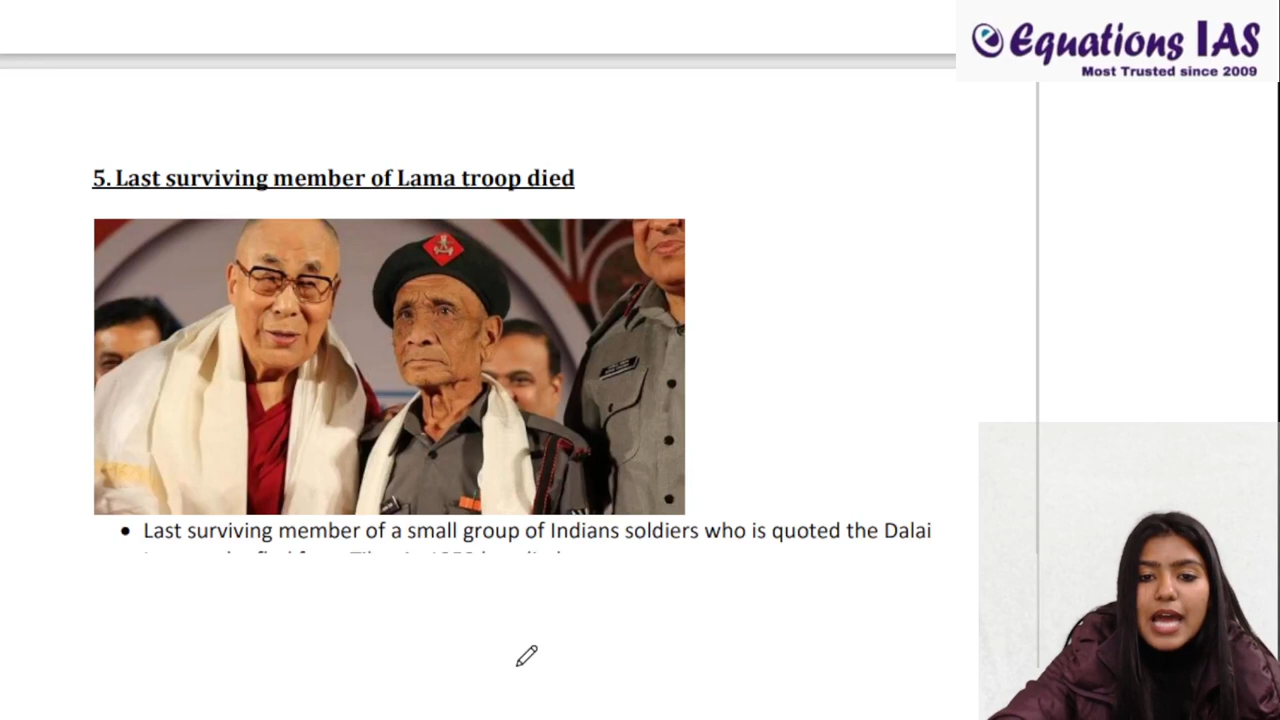 Equations IAS
Most Trusted since 2009
5. Last surviving member of Lama troop died
• Last surviving member of a small group of Indians soldiers who is quoted the Dalai